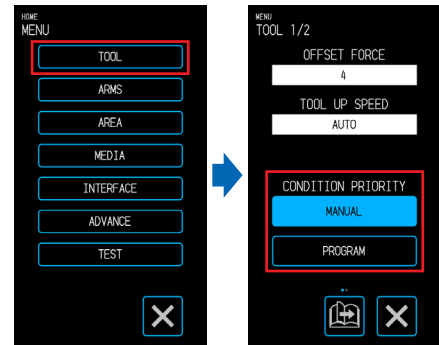 HOME
MENU
TOOL
ARMS
AREA
MEDIA
INTERFACE
ADVANCE
TEST
MENU
TOOL 1/2
OFFSET FORCE
4
TOOL UP SPEED
AUTO
CONDITION PRIORITY
MANUAL
PROGRAM